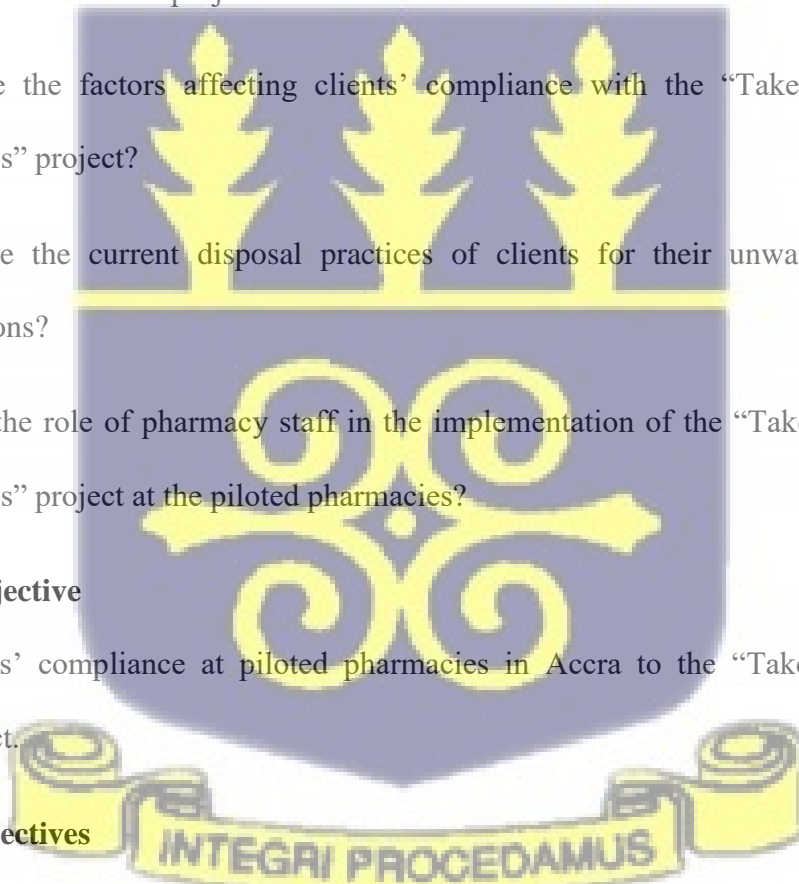 the factors affecting clients' compliance with the "Take
s" project?
the current disposal practices of clients for their
ons?
the role of pharmacy staff in the implementation of the "Take
s" project at the piloted pharmacies?
jective
s' compliance at piloted pharmacies in Accra to the "Take
ct.
ectives
INTEGRI PROCEDAMUS